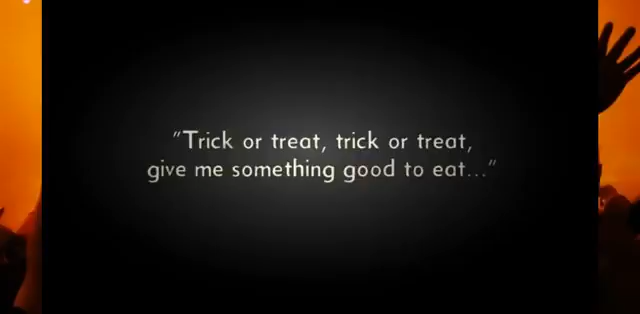 "Trick or treat, trick or treat,
give me something good to eat..."